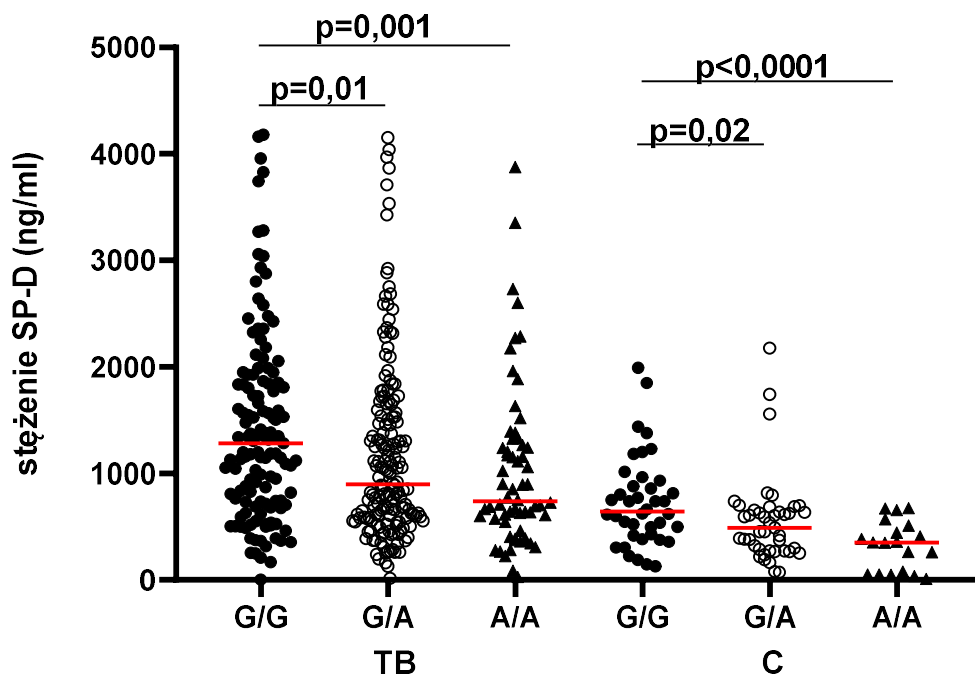 p=0,001
p=0,01
p<0,0001
p=0,02
stężenie SP-D (ng/ml)
5000
4000
3000
2000
1000
0
G/G G/A A/A G/G G/A A/A
TB C